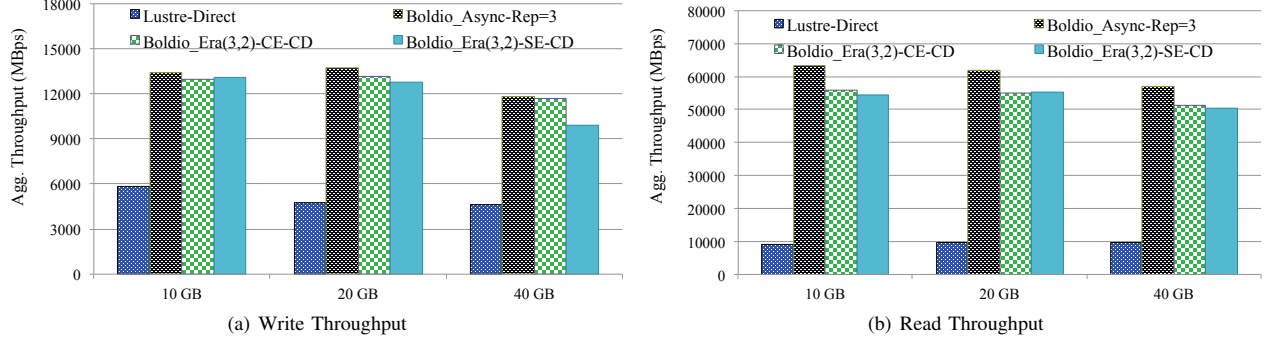 Agg. Throughput (MBps)
18000
15000
12000
9000
6000
3000
0
Lustre-Direct
Boldio_Async-Rep=3
Boldio_Era(3,2)-CE-CD
Boldio_Era(3,2)-SE-CD
10 GB
20 GB
40 GB
(a) Write Throughput
Agg. Throughput (MBps)
80000
70000
60000
50000
40000
30000
20000
10000
0
Lustre-Direct
Boldio_Async-Rep=3
Boldio_Era(3,2)-CE-CD
Boldio_Era(3,2)-SE-CD
10 GB
20 GB
40 GB
(b) Read Throughput